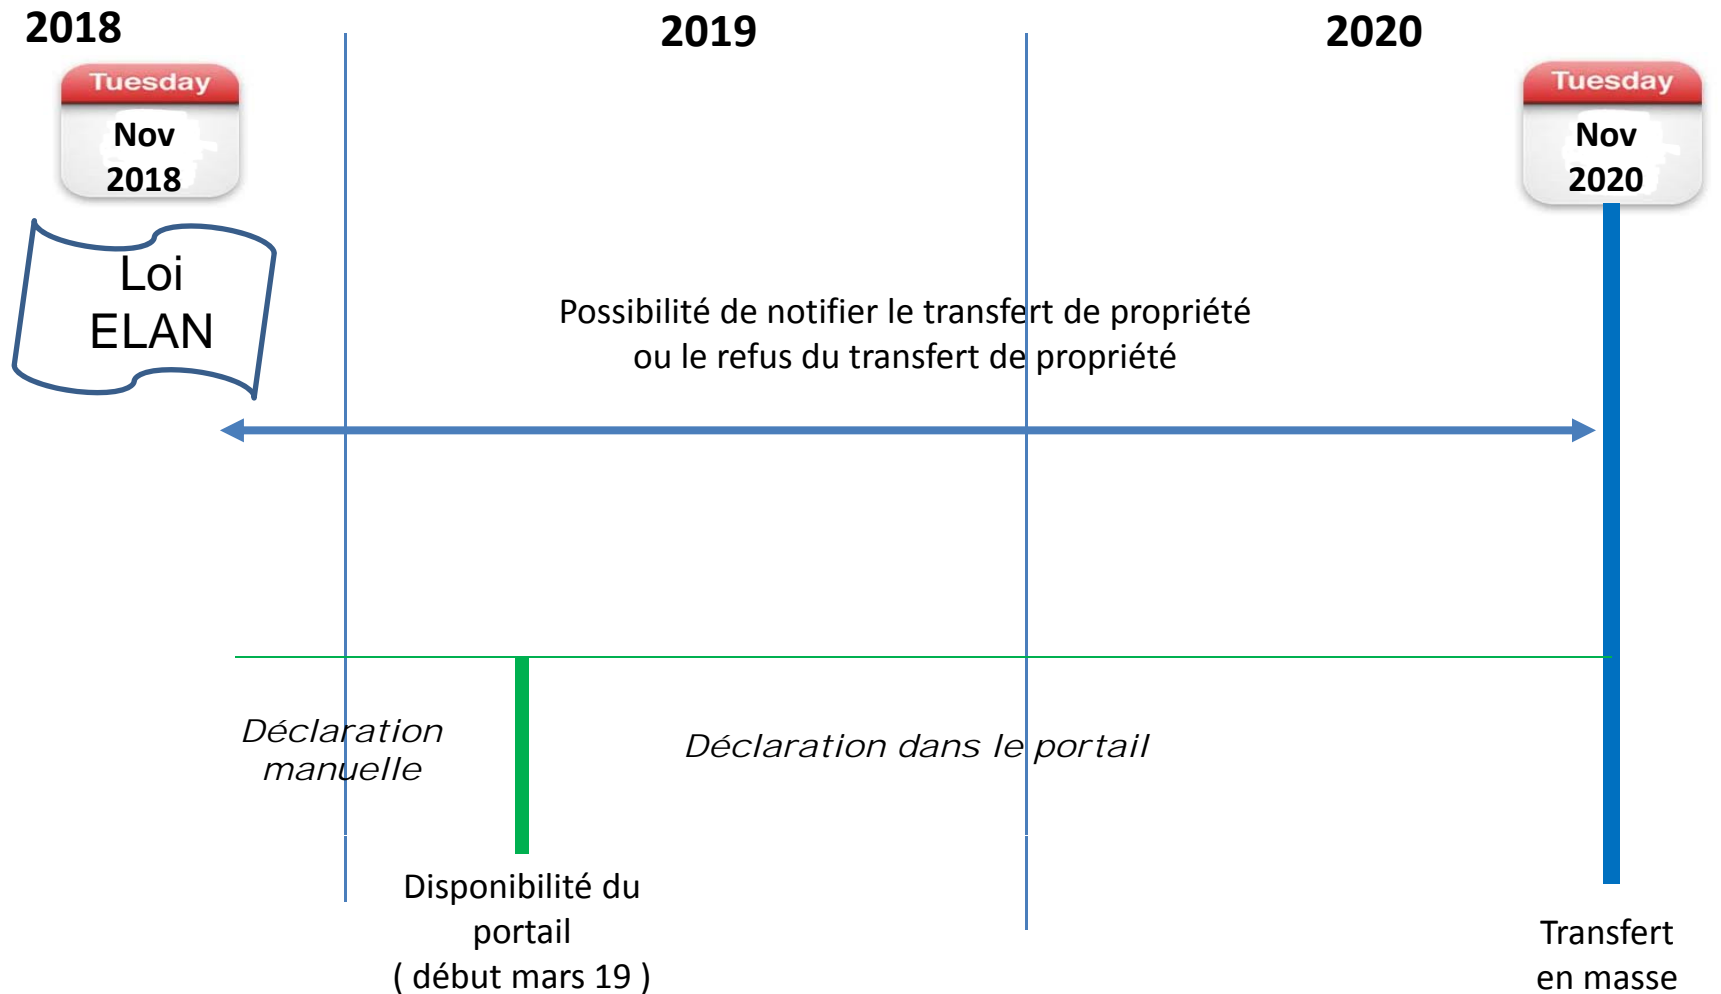 2018
2019
2020
Tuesday
Nov
2018
Tuesday
Nov
2020
Loi
ELAN
Possibilité de notifier le transfert de propriété
ou le refus du transfert de propriété
Déclaration
manuelle
Déclaration dans le portail
Disponibilité du
portail
( début mars 19 )
Transfert
en masse